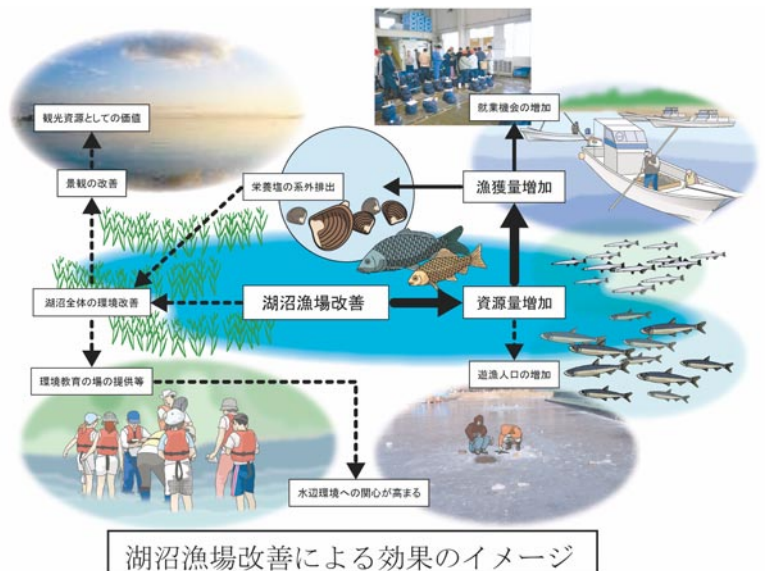 観光資源としての価値
就業機会の増加
景観の改善
栄養塩の系外排出
漁獲量増加
湖沼全体の環境改善
湖沼漁場改善
資源量増加
環境教育の場の提供等
遊漁人口の増加
水辺環境への関心が高まる
湖沼漁場改善による効果のイメージ